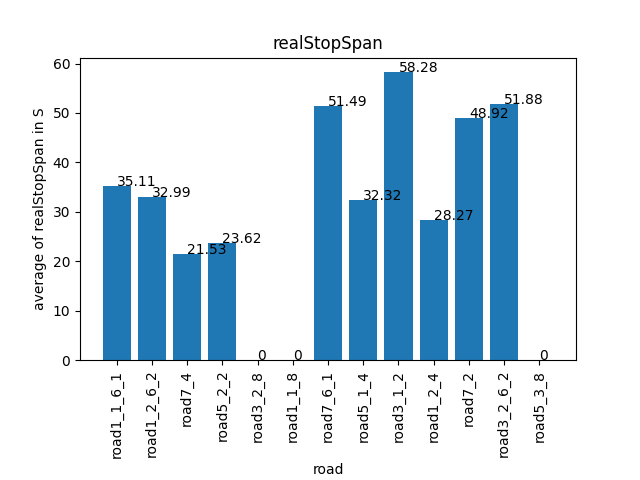 realStopSpan
average of realStopSpan in S
60
50
40
30
20
10
0
35.11
32.99
21.53
23.62
0
0
51.49
32.32
58.28
28.27
48.92
51.88
0
road1_1_6_1
road1_2_6_2
road7_4
road5_2_2
road3_2_8
road1_1_8
road7_6_1
road5_1_4
road3_1_2
road1_2_4
road7_2
road3_2_6_2
road5_3_8
road